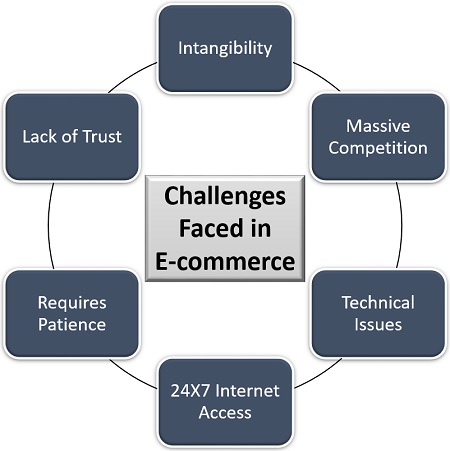 Intangibility
Massive
Competition
Technical
Issues
24X7 Internet
Access
Requires
Patience
Lack of Trust
Challenges
Faced in
E-commerce